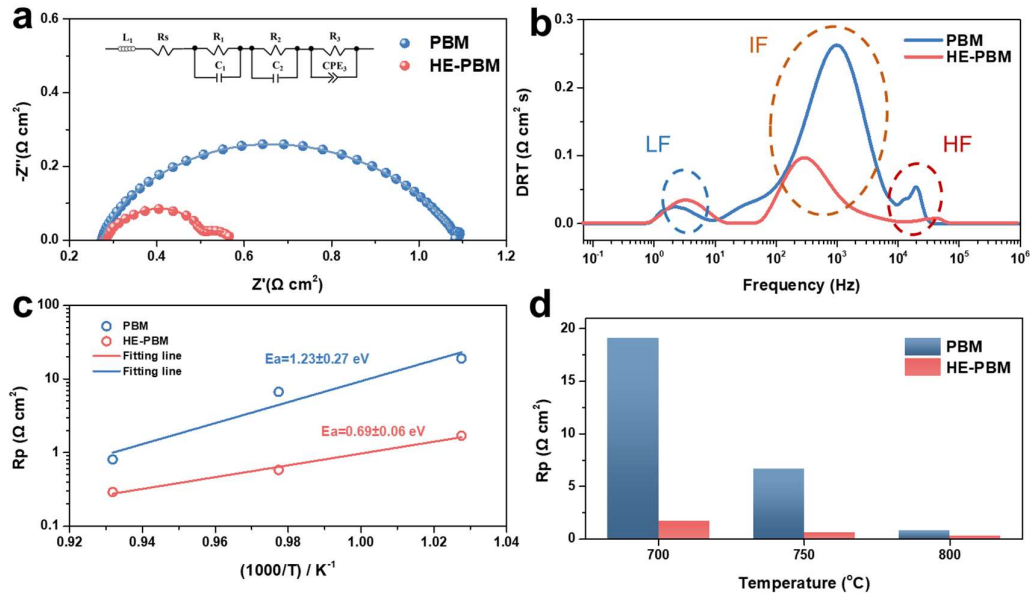 a
0.6
0.4
0.2
0.0
-Z''(Ω cm²)
L₁ Rs R₁ R₂ R₃
C₁ C₂ CPE₃
PBM
HE-PBM
0.2 0.4 0.6 0.8 1.0 1.2
Z'(Ω cm²)
b
0.3
0.2
0.1
0.0
DRT (Ω cm² s)
LF
IF
HF
PBM
HE-PBM
10⁻¹ 10⁰ 10¹ 10² 10³ 10⁴ 10⁵ 10⁶
Frequency (Hz)
c
100
10
1
0.1
Rp (Ω cm²)
PBM
HE-PBM
Fitting line
Fitting line
Ea=1.23±0.27 eV
Ea=0.69±0.06 eV
0.92 0.94 0.96 0.98 1.00 1.02 1.04
(1000/T) / K⁻¹
d
20
15
10
5
0
Rp (Ω cm²)
PBM
HE-PBM
700 750 800
Temperature (°C)